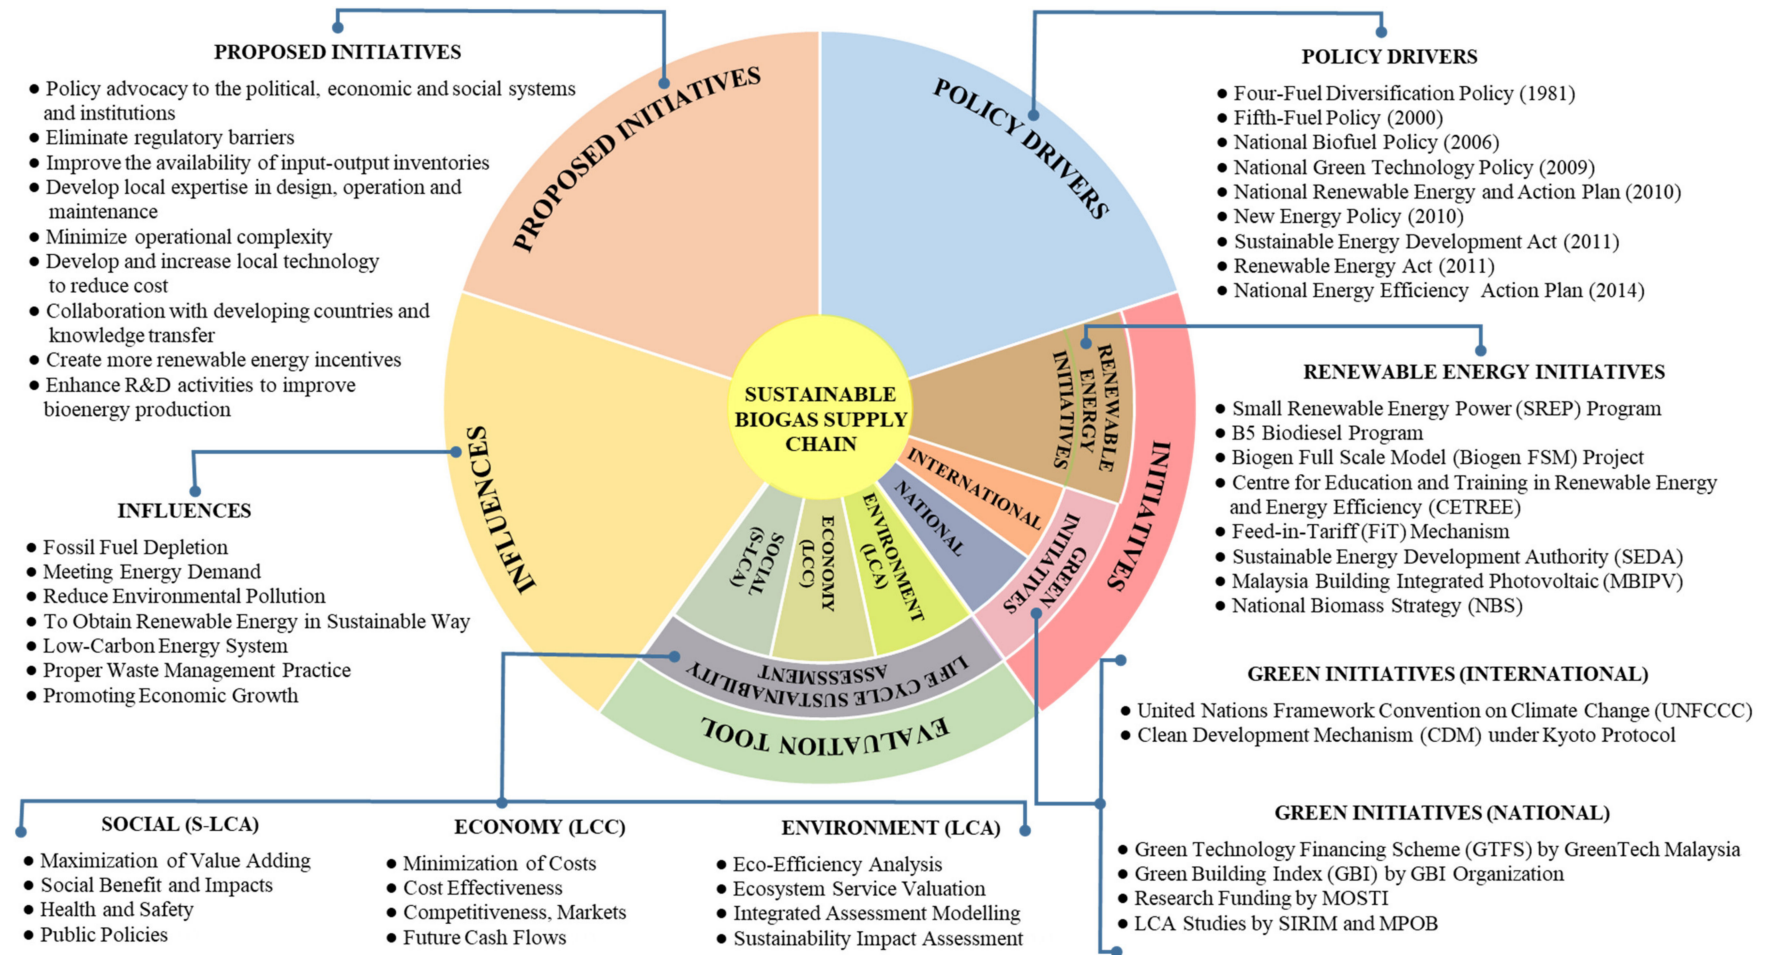 PROPOSED INITIATIVES
● Policy advocacy to the political, economic and social systems
and institutions
● Eliminate regulatory barriers
● Improve the availability of input-output inventories
● Develop local expertise in design, operation and
maintenance
● Minimize operational complexity
● Develop and increase local technology
to reduce cost
● Collaboration with developing countries and
knowledge transfer
● Create more renewable energy incentives
● Enhance R&D activities to improve
bioenergy production
INFLUENCES
● Fossil Fuel Depletion
● Meeting Energy Demand
● Reduce Environmental Pollution
● To Obtain Renewable Energy in Sustainable Way
● Low-Carbon Energy System
● Proper Waste Management Practice
● Promoting Economic Growth
PROPOSED INITIATIVES
POLICY DRIVERS
INFLUENCES
SUSTAINABLE
BIOGAS SUPPLY
CHAIN
RENEWABLE
ENERGY
INITIATIVES
INITIATIVES
INTERNATIONAL
NATIONAL
GREEN
INITIATIVES
ENVIRONMENT
(LCA)
ECONOMY
(LCC)
SOCIAL
(S-LCA)
LIFE CYCLE SUSTAINABILITY
ASSESSMENT
EVALUATION TOOL
POLICY DRIVERS
● Four-Fuel Diversification Policy (1981)
● Fifth-Fuel Policy (2000)
● National Biofuel Policy (2006)
● National Green Technology Policy (2009)
● National Renewable Energy and Action Plan (2010)
● New Energy Policy (2010)
● Sustainable Energy Development Act (2011)
● Renewable Energy Act (2011)
● National Energy Efficiency Action Plan (2014)
RENEWABLE ENERGY INITIATIVES
● Small Renewable Energy Power (SREP) Program
● B5 Biodiesel Program
● Biogen Full Scale Model (Biogen FSM) Project
● Centre for Education and Training in Renewable Energy
and Energy Efficiency (CETREE)
● Feed-in-Tariff (FiT) Mechanism
● Sustainable Energy Development Authority (SEDA)
● Malaysia Building Integrated Photovoltaic (MBIPV)
● National Biomass Strategy (NBS)
GREEN INITIATIVES (INTERNATIONAL)
● United Nations Framework Convention on Climate Change (UNFCCC)
● Clean Development Mechanism (CDM) under Kyoto Protocol
GREEN INITIATIVES (NATIONAL)
● Green Technology Financing Scheme (GTFS) by GreenTech Malaysia
● Green Building Index (GBI) by GBI Organization
● Research Funding by MOSTI
● LCA Studies by SIRIM and MPOB
SOCIAL (S-LCA)
● Maximization of Value Adding
● Social Benefit and Impacts
● Health and Safety
● Public Policies
ECONOMY (LCC)
● Minimization of Costs
● Cost Effectiveness
● Competitiveness, Markets
● Future Cash Flows
ENVIRONMENT (LCA)
● Eco-Efficiency Analysis
● Ecosystem Service Valuation
● Integrated Assessment Modelling
● Sustainability Impact Assessment